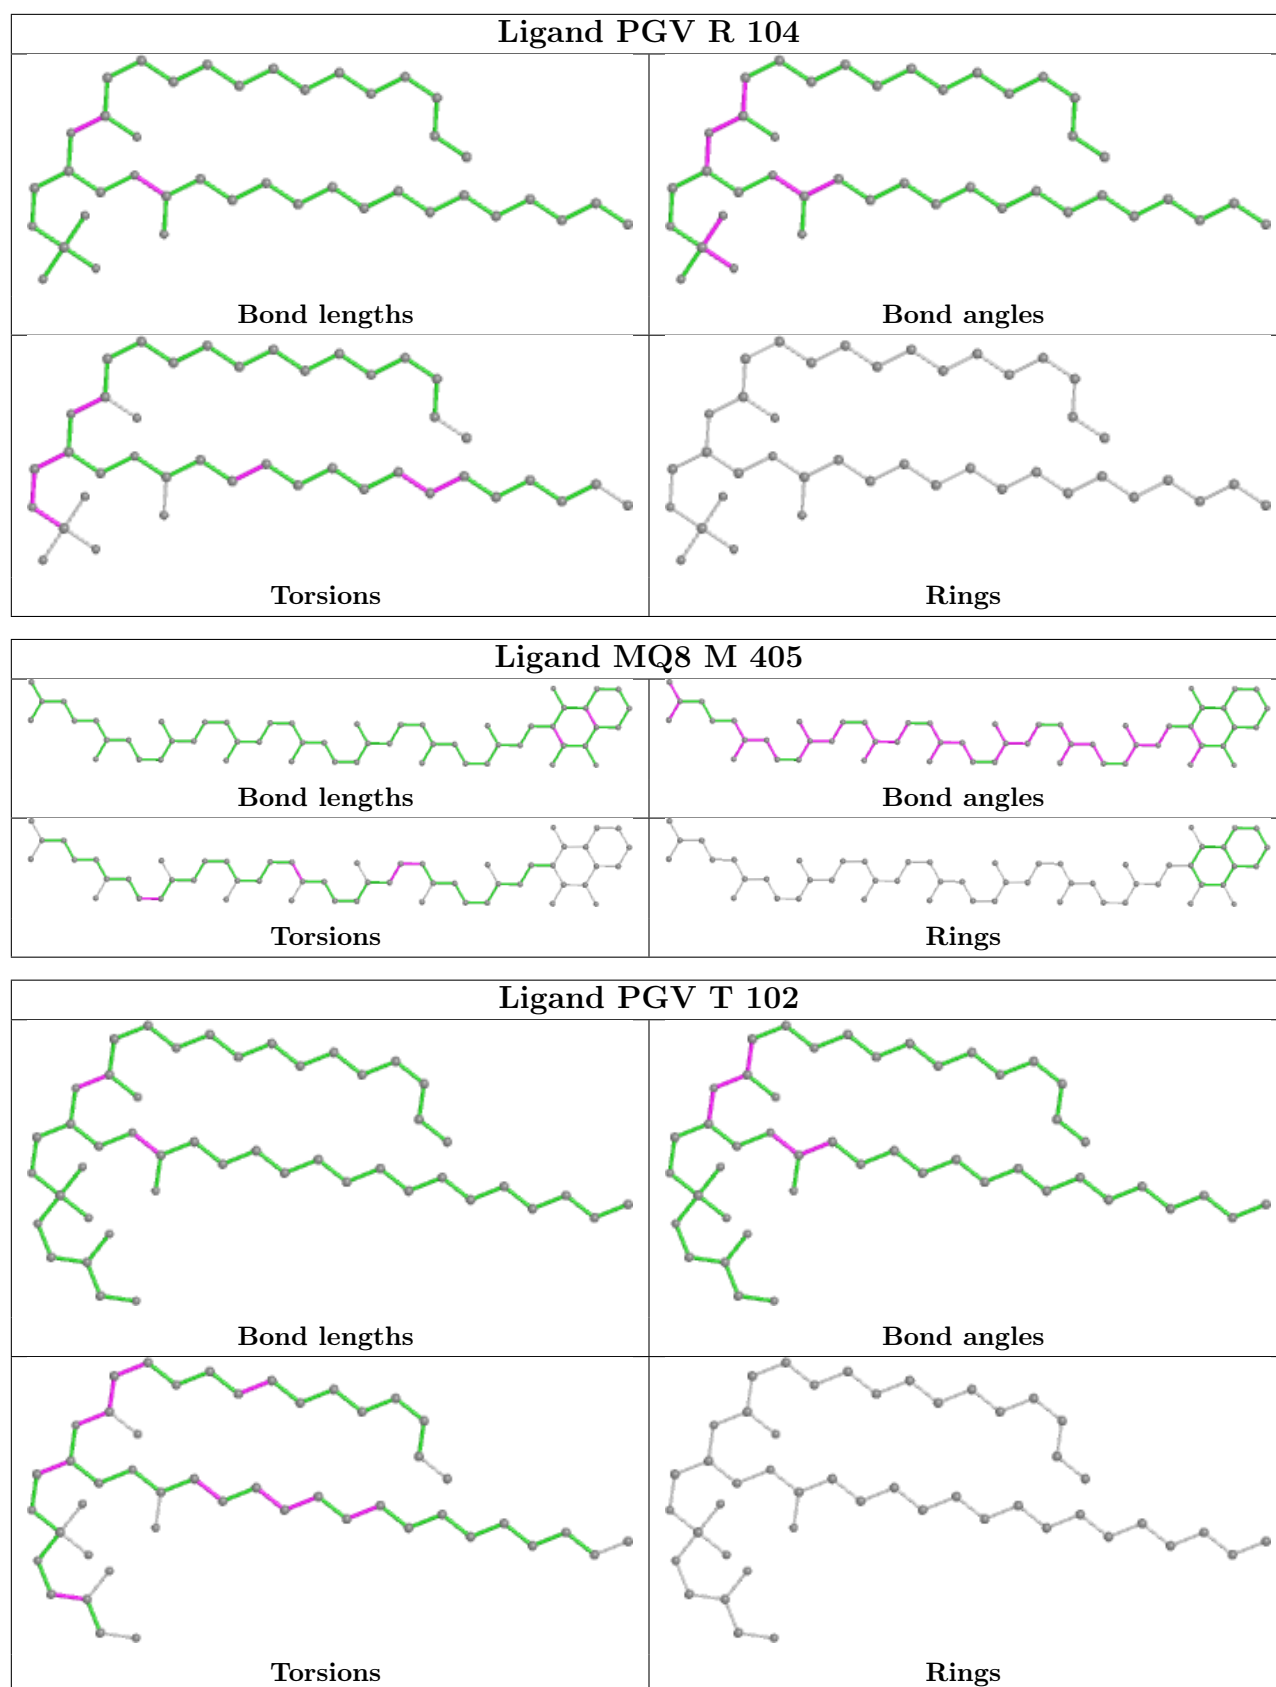 Ligand PGV R 104
Bond lengths
Bond angles
Torsions
Rings
Ligand MQ8 M 405
Bond lengths
Bond angles
Torsions
Rings
Ligand PGV T 102
Bond lengths
Bond angles
Torsions
Rings